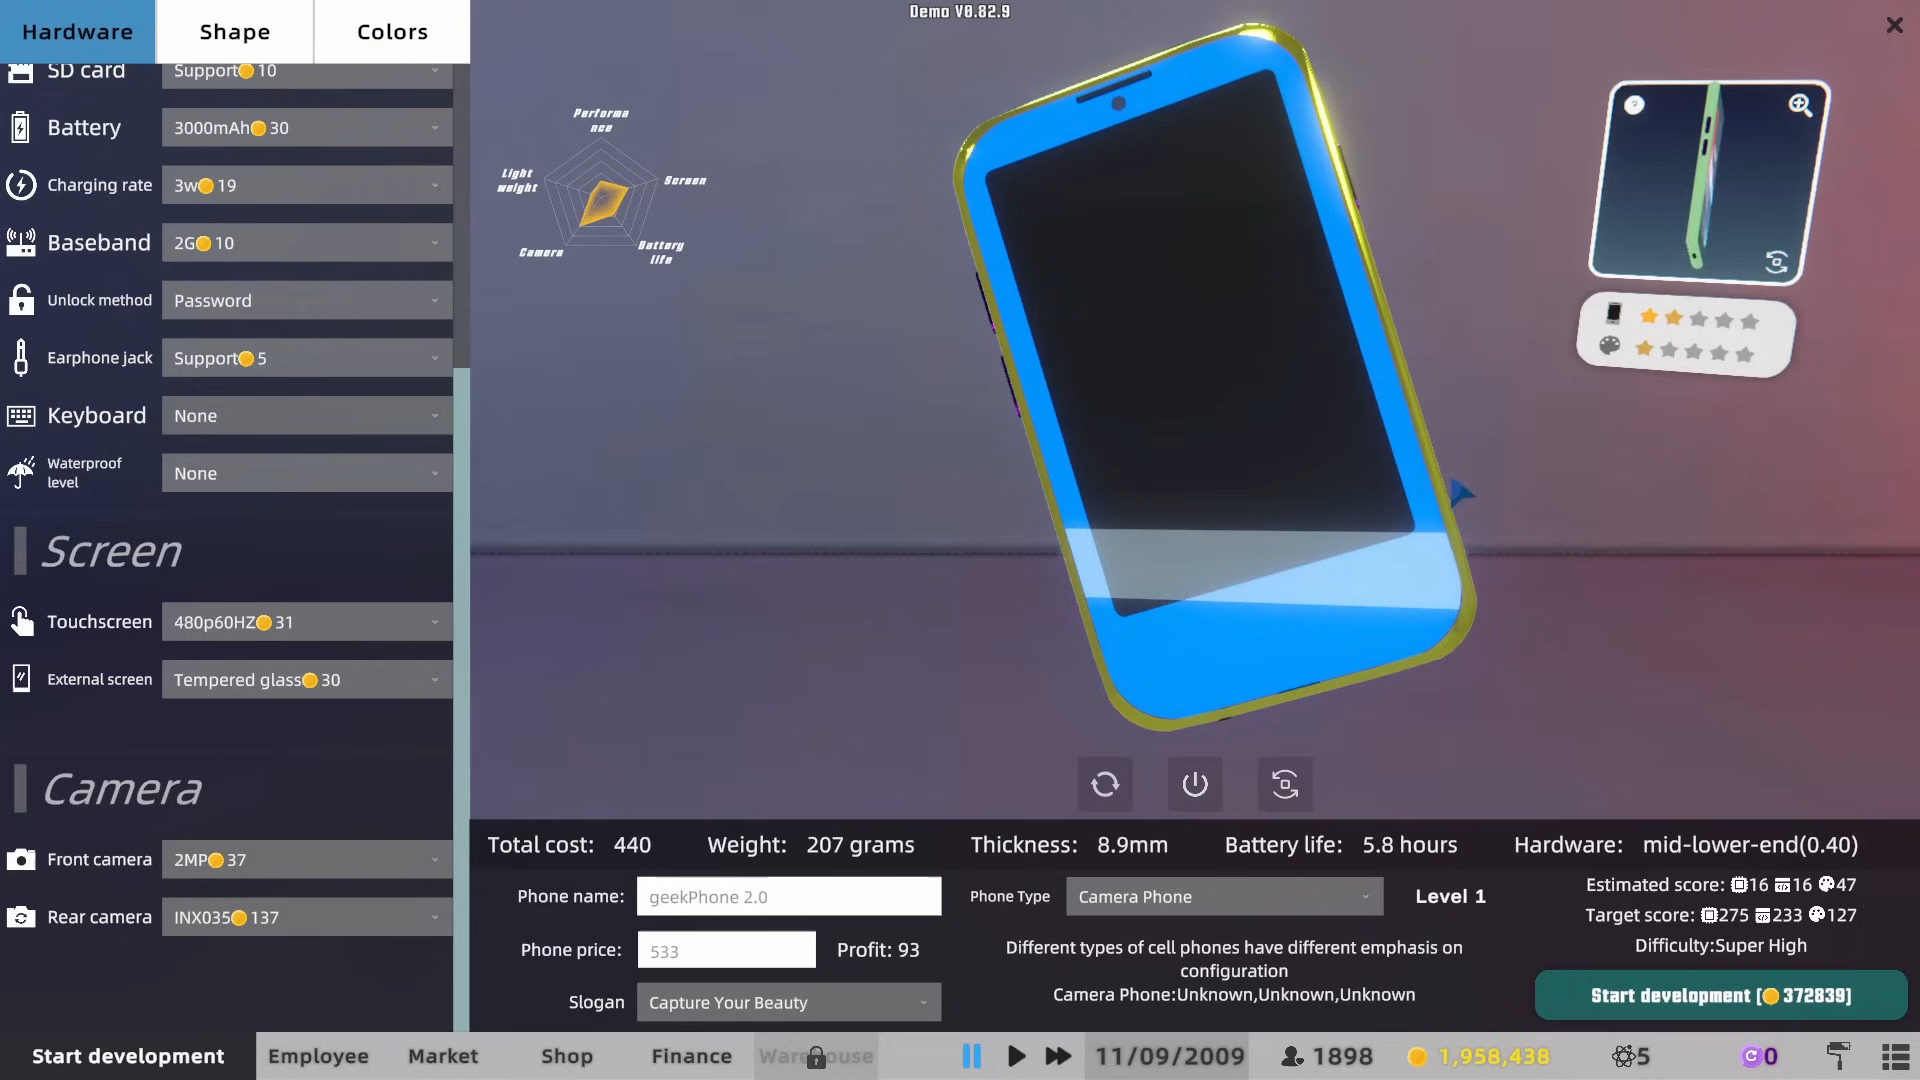 Demo V0.82.9
Hardware
Shape
Colors
SD card
Support 10
Battery
3000mAh 30
Charging rate
3w 19
Baseband
2G 10
Unlock method
Password
Earphone jack
Support 5
Keyboard
None
Waterproof
level
None
Screen
Touchscreen
480p60HZ 31
External screen
Tempered glass 30
Camera
Front camera
2MP 37
Rear camera
INX035 137
Performa
nce
Light
weight
Screen
Camera
Battery
life
?
Total cost: 440
Weight: 207 grams
Thickness: 8.9mm
Battery life: 5.8 hours
Hardware: mid-lower-end(0.40)
Phone name:
geekPhone 2.0
Phone Type
Camera Phone
Level 1
Estimated score: 16 16 47
Target score: 275 233 127
Difficulty:Super High
Phone price:
533
Profit: 93
Different types of cell phones have different emphasis on
configuration
Camera Phone:Unknown,Unknown,Unknown
Slogan
Capture Your Beauty
Start development [ 372839]
Start development
Employee
Market
Shop
Finance
Warehouse
11/09/2009
1898
1,958,438
5
0